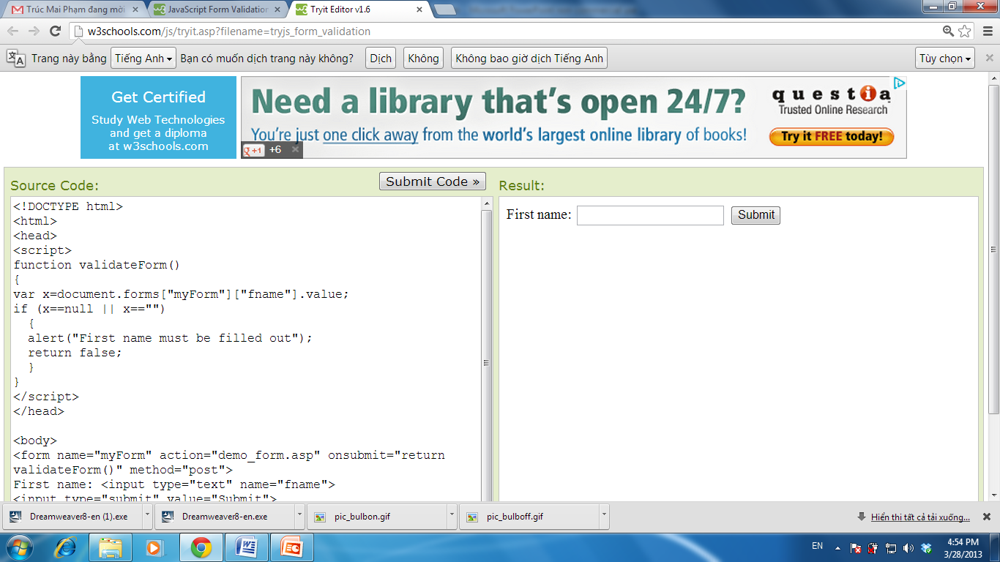 Trúc Mai Phạm đang mời
JavaScript Form Validation
Tryit Editor v1.6
w3schools.com/js/tryit.asp?filename=tryjs_form_validation
Trang này bằng Tiếng Anh Bạn có muốn dịch trang này không? Dịch Không Không bao giờ dịch Tiếng Anh Tùy chọn
Get Certified
Study Web Technologies
and get a diploma
at w3schools.com
Need a library that's open 24/7?
You're just one click away from the world's largest online library of books!
+1 +6
questia
Trusted Online Research
Try it FREE today!
Source Code:
Submit Code »
Result:
<!DOCTYPE html>
<html>
<head>
<script>
function validateForm()
{
var x=document.forms["myForm"]["fname"].value;
if (x==null || x=="")
  {
  alert("First name must be filled out");
  return false;
  }
}
</script>
</head>
<body>
<form name="myForm" action="demo_form.asp" onsubmit="return
validateForm()" method="post">
First name: <input type="text" name="fname">
<input type="submit" value="Submit">
First name: Submit
Dreamweaver8-en (1).exe
Dreamweaver8-en.exe
pic_bulbon.gif
pic_bulboff.gif
Hiển thị tất cả tải xuống...
EN
4:54 PM
3/28/2013